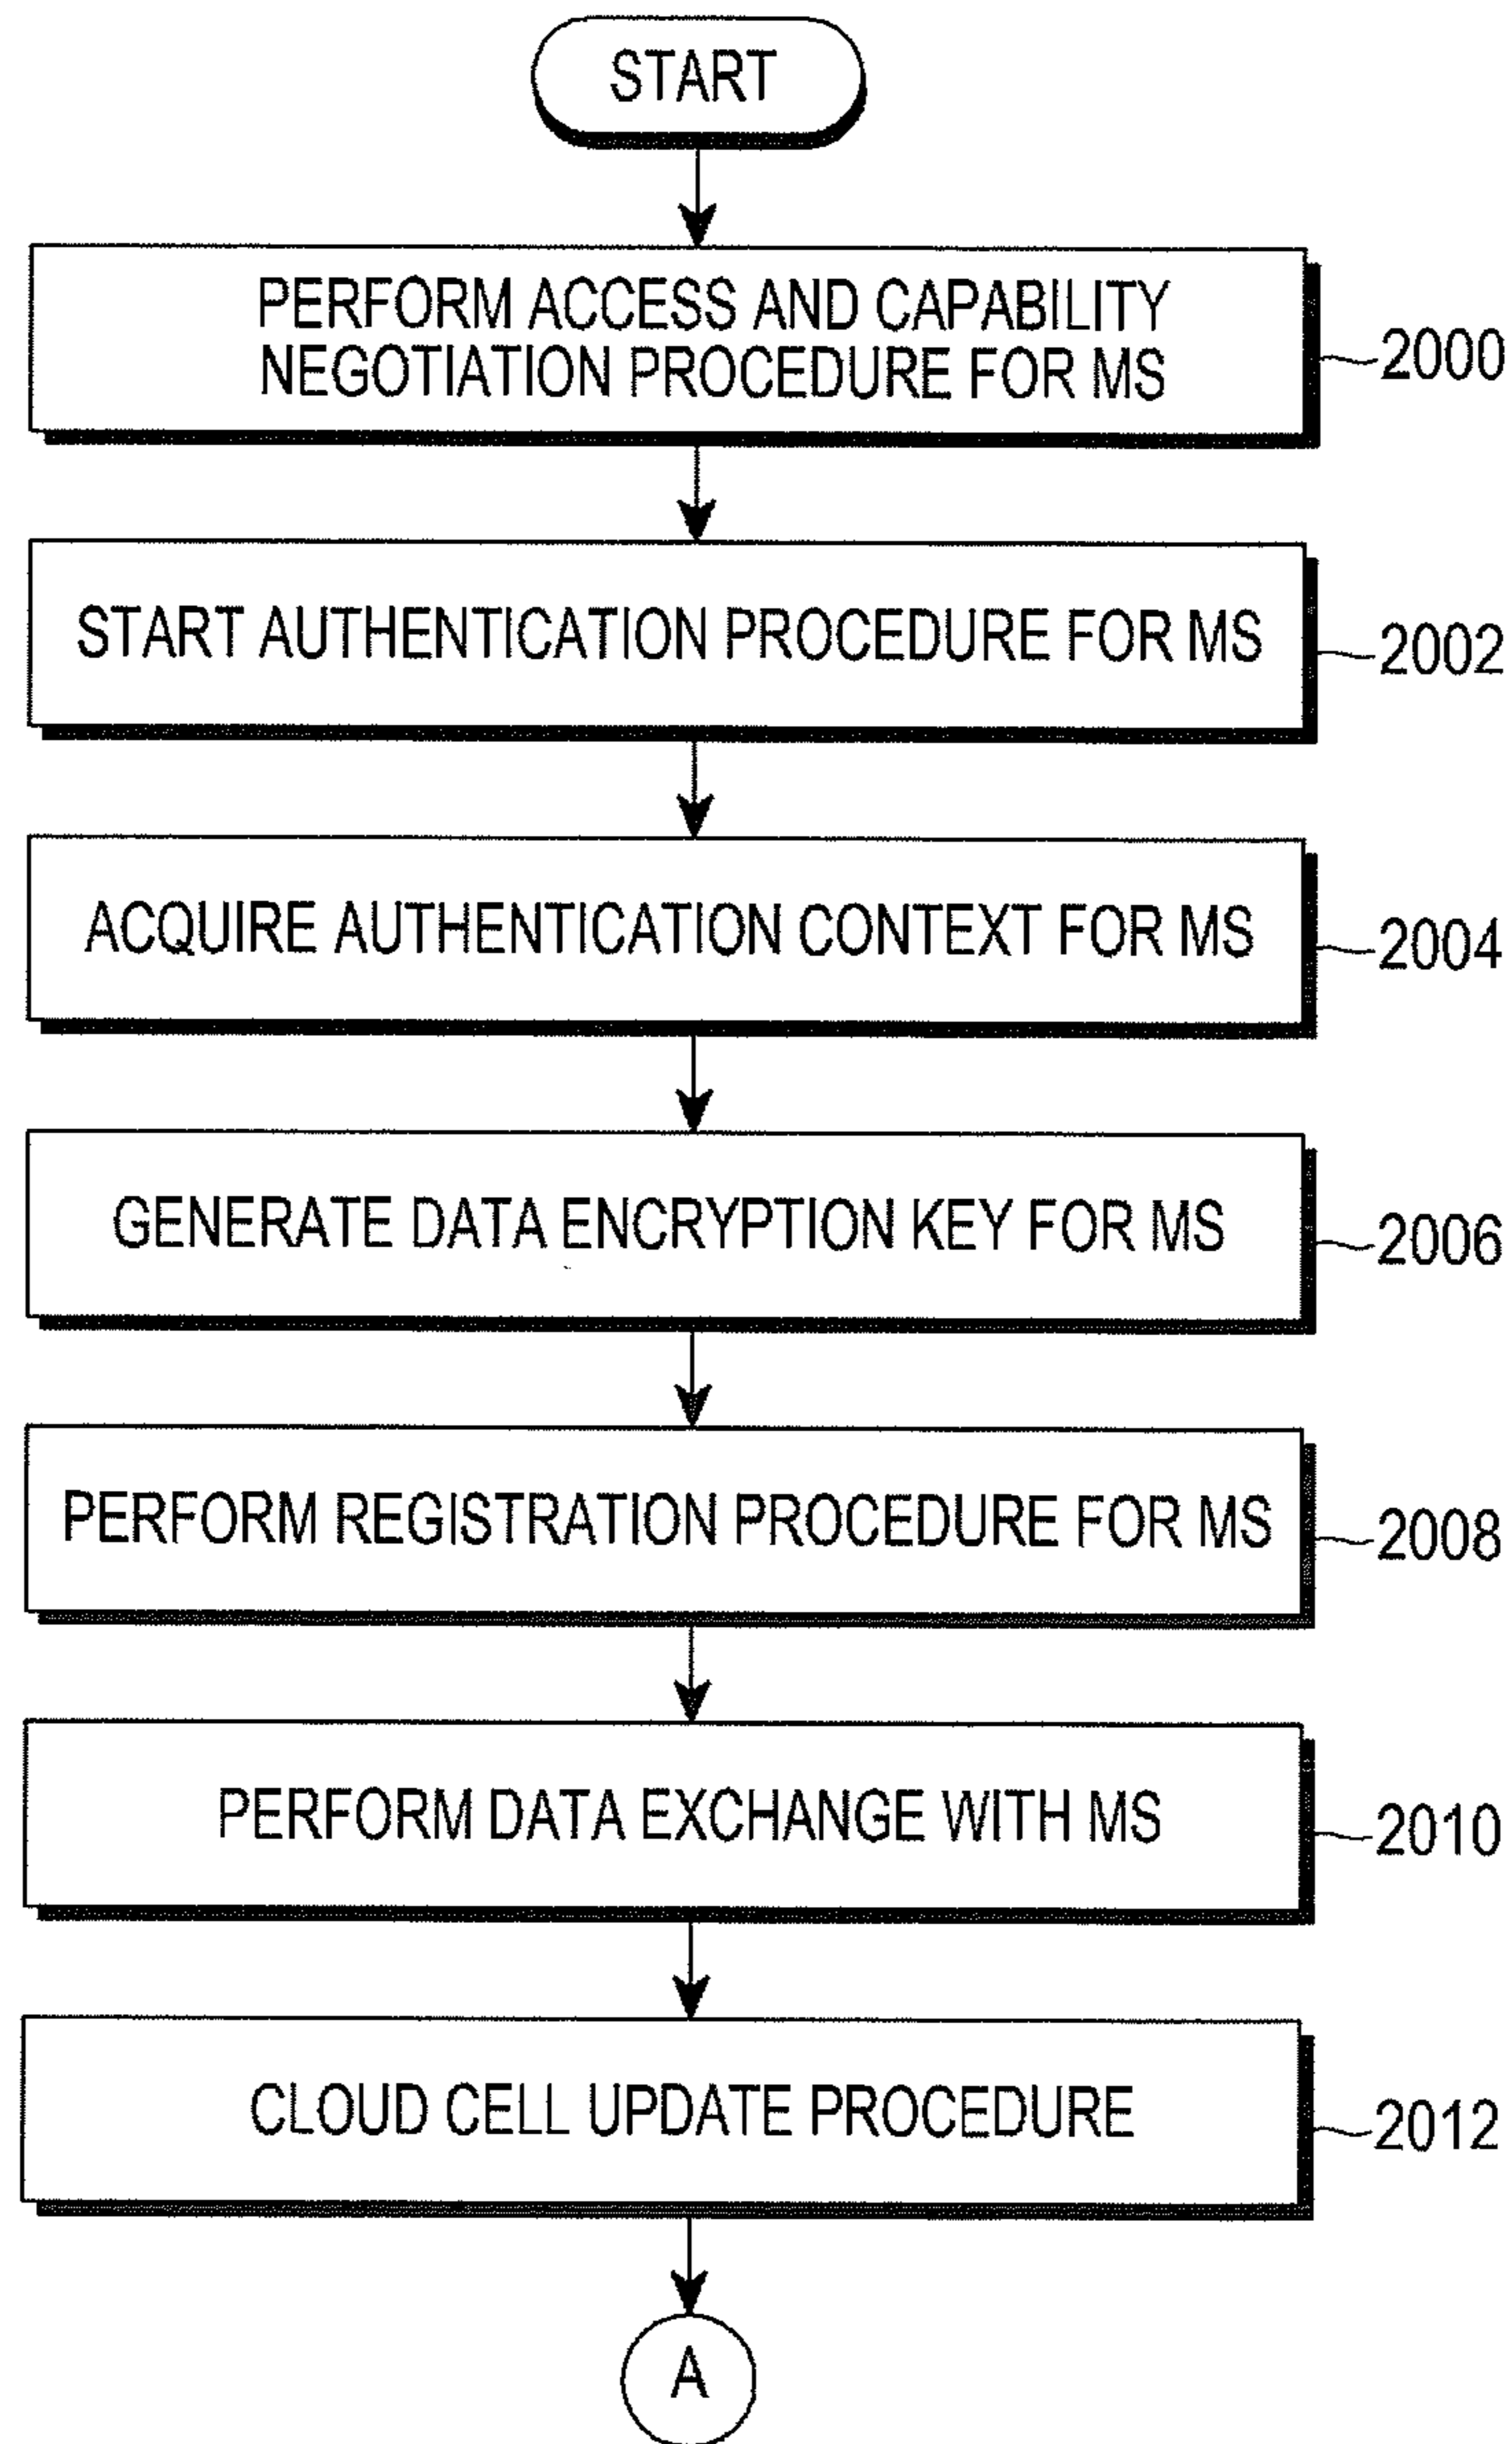 START
PERFORM ACCESS AND CAPABILITY
NEGOTIATION PROCEDURE FOR MS
2000
START AUTHENTICATION PROCEDURE FOR MS
2002
ACQUIRE AUTHENTICATION CONTEXT FOR MS
2004
GENERATE DATA ENCRYPTION KEY FOR MS
2006
PERFORM REGISTRATION PROCEDURE FOR MS
2008
PERFORM DATA EXCHANGE WITH MS
2010
CLOUD CELL UPDATE PROCEDURE
2012
A